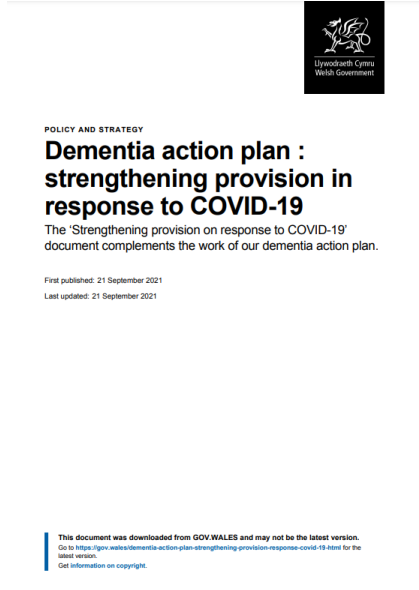 Llywodraeth Cymru
Welsh Government
POLICY AND STRATEGY
Dementia action plan :
strengthening provision in
response to COVID-19
The ‘Strengthening provision on response to COVID-19’
document complements the work of our dementia action plan.
First published: 21 September 2021
Last updated: 21 September 2021
This document was downloaded from GOV.WALES and may not be the latest version.
Go to https://gov.wales/dementia-action-plan-strengthening-provision-response-covid-19-html for the
latest version.
Get information on copyright.